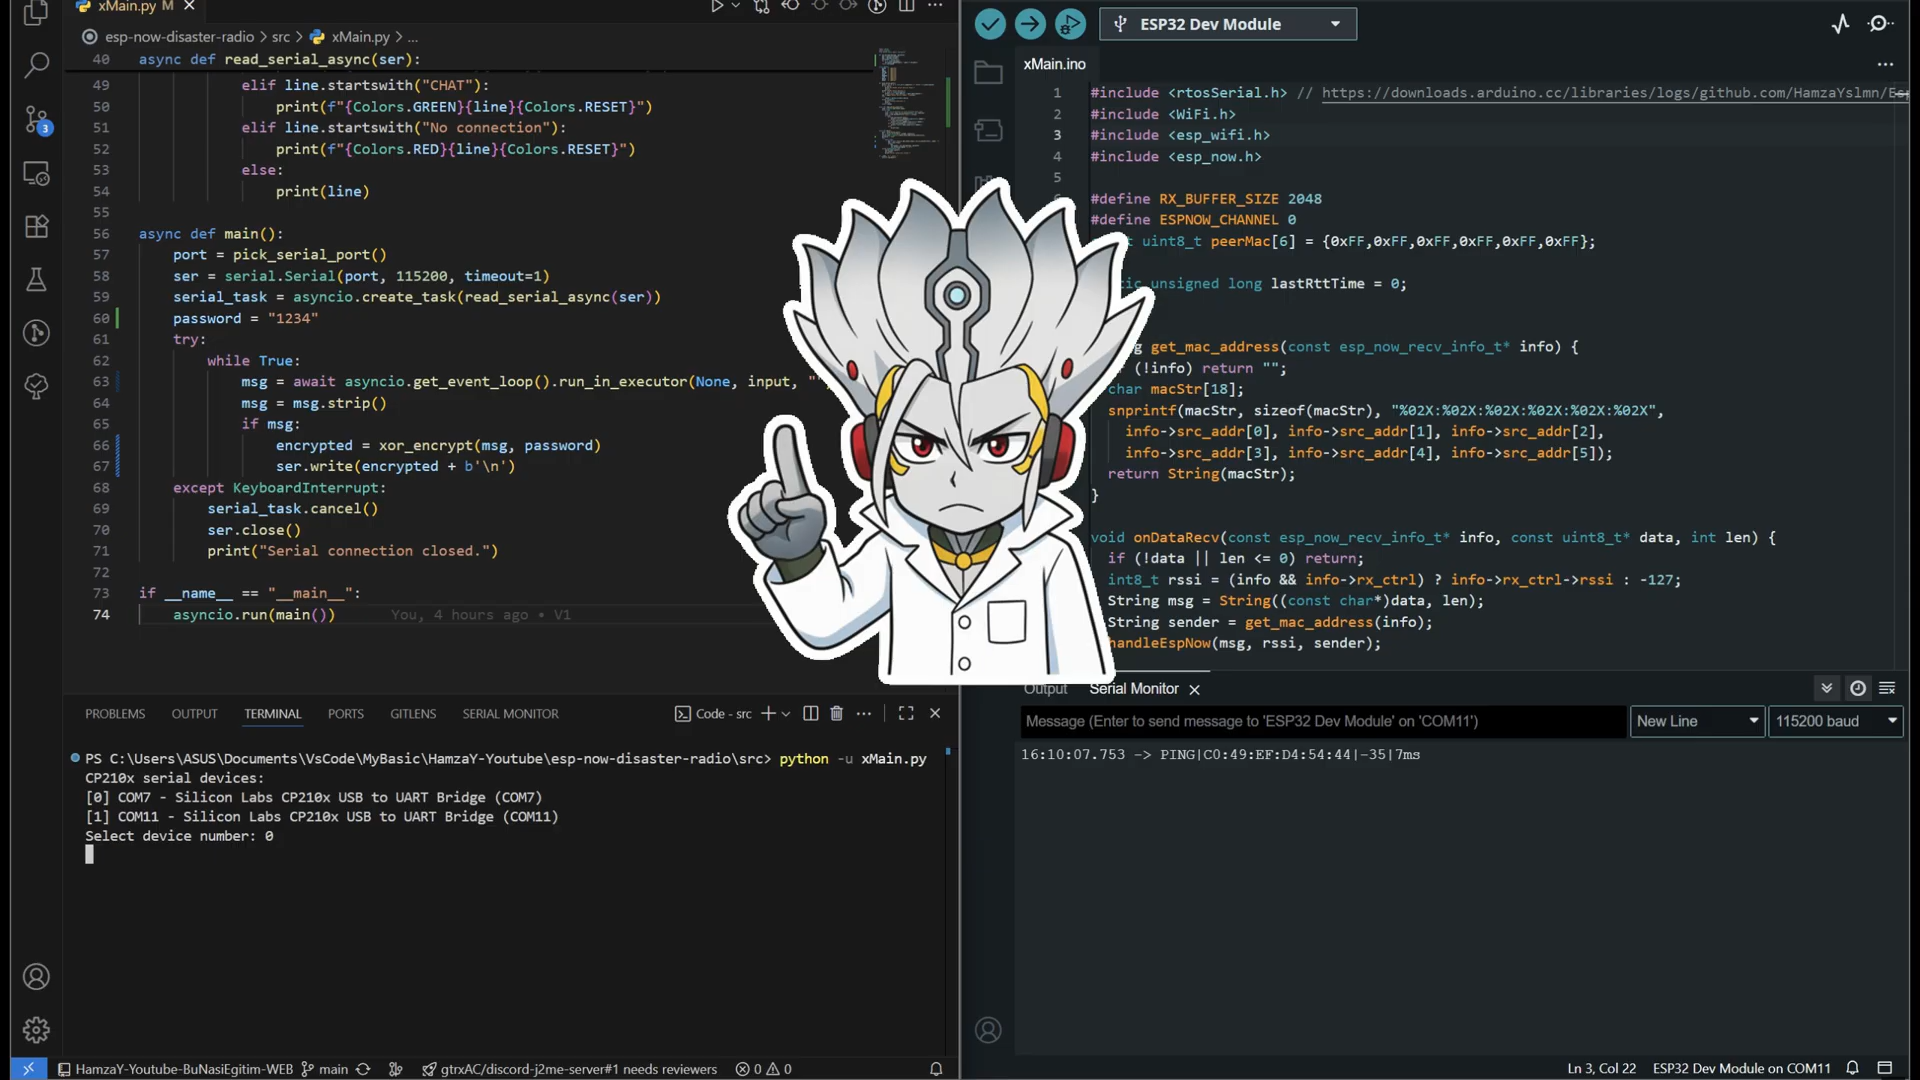 xMain.py M
esp-now-disaster-radio > src > xMain.py > ...
40 async def read_serial_async(ser):
49 elif line.startswith("CHAT"):
50 print(f"{Colors.GREEN}{line}{Colors.RESET}")
51 elif line.startswith("No connection"):
52 print(f"{Colors.RED}{line}{Colors.RESET}")
53 else:
54 print(line)
55
56 async def main():
57 port = pick_serial_port()
58 ser = serial.Serial(port, 115200, timeout=1)
59 serial_task = asyncio.create_task(read_serial_async(ser))
60 password = "1234"
61 try:
62 while True:
63 msg = await asyncio.get_event_loop().run_in_executor(None, input, "
64 msg = msg.strip()
65 if msg:
66 encrypted = xor_encrypt(msg, password)
67 ser.write(encrypted + b'\n')
68 except KeyboardInterrupt:
69 serial_task.cancel()
70 ser.close()
71 print("Serial connection closed.")
72
73 if __name__ == "__main__":
74 asyncio.run(main()) You, 4 hours ago • V1
3
PROBLEMS OUTPUT TERMINAL PORTS GITLENS SERIAL MONITOR Code - src
PS C:\Users\ASUS\Documents\VsCode\MyBasic\HamzaY-Youtube\esp-now-disaster-radio\src> python -u xMain.py
CP210x serial devices:
[0] COM7 - Silicon Labs CP210x USB to UART Bridge (COM7)
[1] COM11 - Silicon Labs CP210x USB to UART Bridge (COM11)
Select device number: 0
HamzaY-Youtube-BuNasiEgitim-WEB main gtrxAC/discord-j2me-server#1 needs reviewers 0 0
ESP32 Dev Module
xMain.ino
1 #include <rtosSerial.h> // https://downloads.arduino.cc/libraries/logs/github.com/HamzaYslmn/Es
2 #include <WiFi.h>
3 #include <esp_wifi.h>
4 #include <esp_now.h>
5
#define RX_BUFFER_SIZE 2048
#define ESPNOW_CHANNEL 0
uint8_t peerMac[6] = {0xFF,0xFF,0xFF,0xFF,0xFF,0xFF};
unsigned long lastRttTime = 0;
get_mac_address(const esp_now_recv_info_t* info) {
(!info) return "";
char macStr[18];
snprintf(macStr, sizeof(macStr), "%02X:%02X:%02X:%02X:%02X:%02X",
info->src_addr[0], info->src_addr[1], info->src_addr[2],
info->src_addr[3], info->src_addr[4], info->src_addr[5]);
return String(macStr);
}
void onDataRecv(const esp_now_recv_info_t* info, const uint8_t* data, int len) {
if (!data || len <= 0) return;
int8_t rssi = (info && info->rx_ctrl) ? info->rx_ctrl->rssi : -127;
String msg = String((const char*)data, len);
String sender = get_mac_address(info);
handleEspNow(msg, rssi, sender);
Output Serial Monitor
Message (Enter to send message to 'ESP32 Dev Module' on 'COM11') New Line 115200 baud
16:10:07.753 -> PING|C0:49:EF:D4:54:44|-35|7ms
Ln 3, Col 22 ESP32 Dev Module on COM11